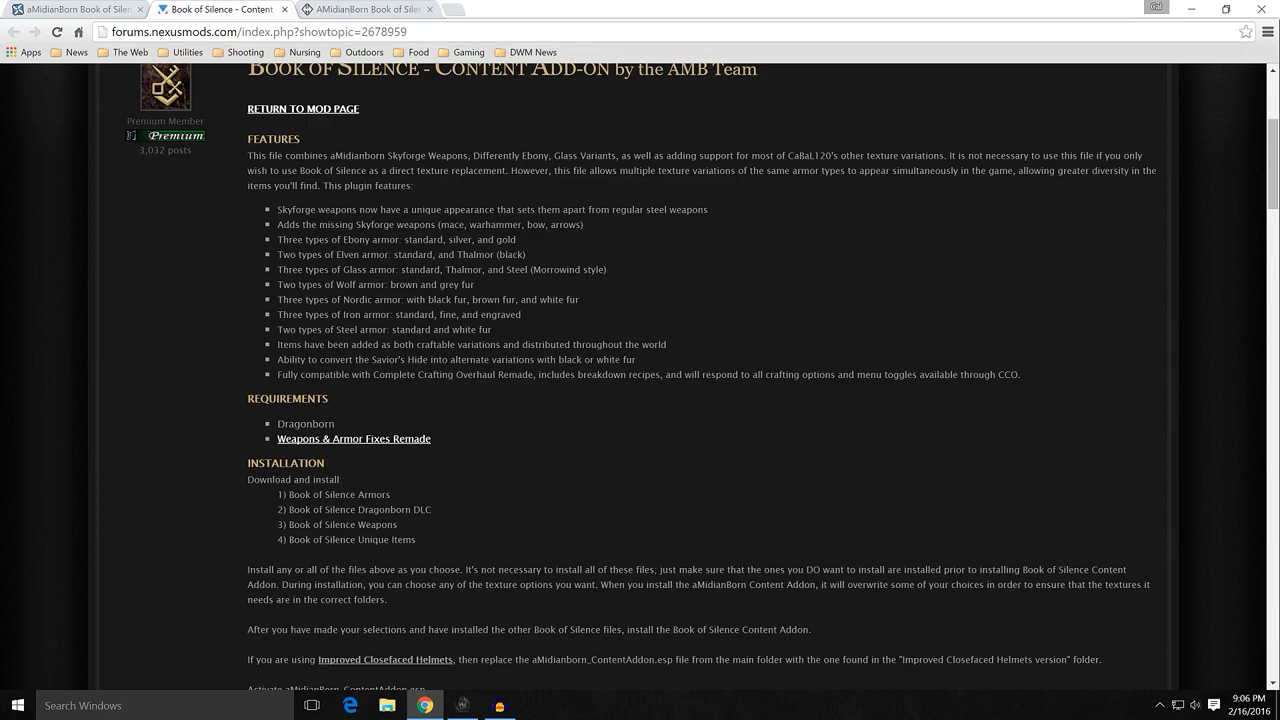 aMidianBorn Book of Silen
Book of Silence - Content
AMidianBorn Book of Silen
forums.nexusmods.com/index.php?showtopic=2678959
Apps News The Web Utilities Shooting Nursing Outdoors Food Gaming DWM News
BOOK OF SILENCE - CONTENT ADD-ON by the AMB Team
Premium Member
Premium
3,032 posts
RETURN TO MOD PAGE
FEATURES
This file combines aMidianborn Skyforge Weapons, Differently Ebony, Glass Variants, as well as adding support for most of CaBaL120's other texture variations. It is not necessary to use this file if you only
wish to use Book of Silence as a direct texture replacement. However, this file allows multiple texture variations of the same armor types to appear simultaneously in the game, allowing greater diversity in the
items you'll find. This plugin features:
Skyforge weapons now have a unique appearance that sets them apart from regular steel weapons
Adds the missing Skyforge weapons (mace, warhammer, bow, arrows)
Three types of Ebony armor: standard, silver, and gold
Two types of Elven armor: standard, and Thalmor (black)
Three types of Glass armor: standard, Thalmor, and Steel (Morrowind style)
Two types of Wolf armor: brown and grey fur
Three types of Nordic armor: with black fur, brown fur, and white fur
Three types of Iron armor: standard, fine, and engraved
Two types of Steel armor: standard and white fur
Items have been added as both craftable variations and distributed throughout the world
Ability to convert the Savior's Hide into alternate variations with black or white fur
Fully compatible with Complete Crafting Overhaul Remade, includes breakdown recipes, and will respond to all crafting options and menu toggles available through CCO.
REQUIREMENTS
Dragonborn
Weapons & Armor Fixes Remade
INSTALLATION
Download and install:
1) Book of Silence Armors
2) Book of Silence Dragonborn DLC
3) Book of Silence Weapons
4) Book of Silence Unique Items
Install any or all of the files above as you choose. It's not necessary to install all of these files; just make sure that the ones you DO want to install are installed prior to installing Book of Silence Content
Addon. During installation, you can choose any of the texture options you want. When you install the aMidianBorn Content Addon, it will overwrite some of your choices in order to ensure that the textures it
needs are in the correct folders.
After you have made your selections and have installed the other Book of Silence files, install the Book of Silence Content Addon.
If you are using Improved Closefaced Helmets, then replace the aMidianborn_ContentAddon.esp file from the main folder with the one found in the "Improved Closefaced Helmets version" folder.
Activate aMidianBorn_ContentAddon.esp
Search Windows
9:06 PM
2/16/2016